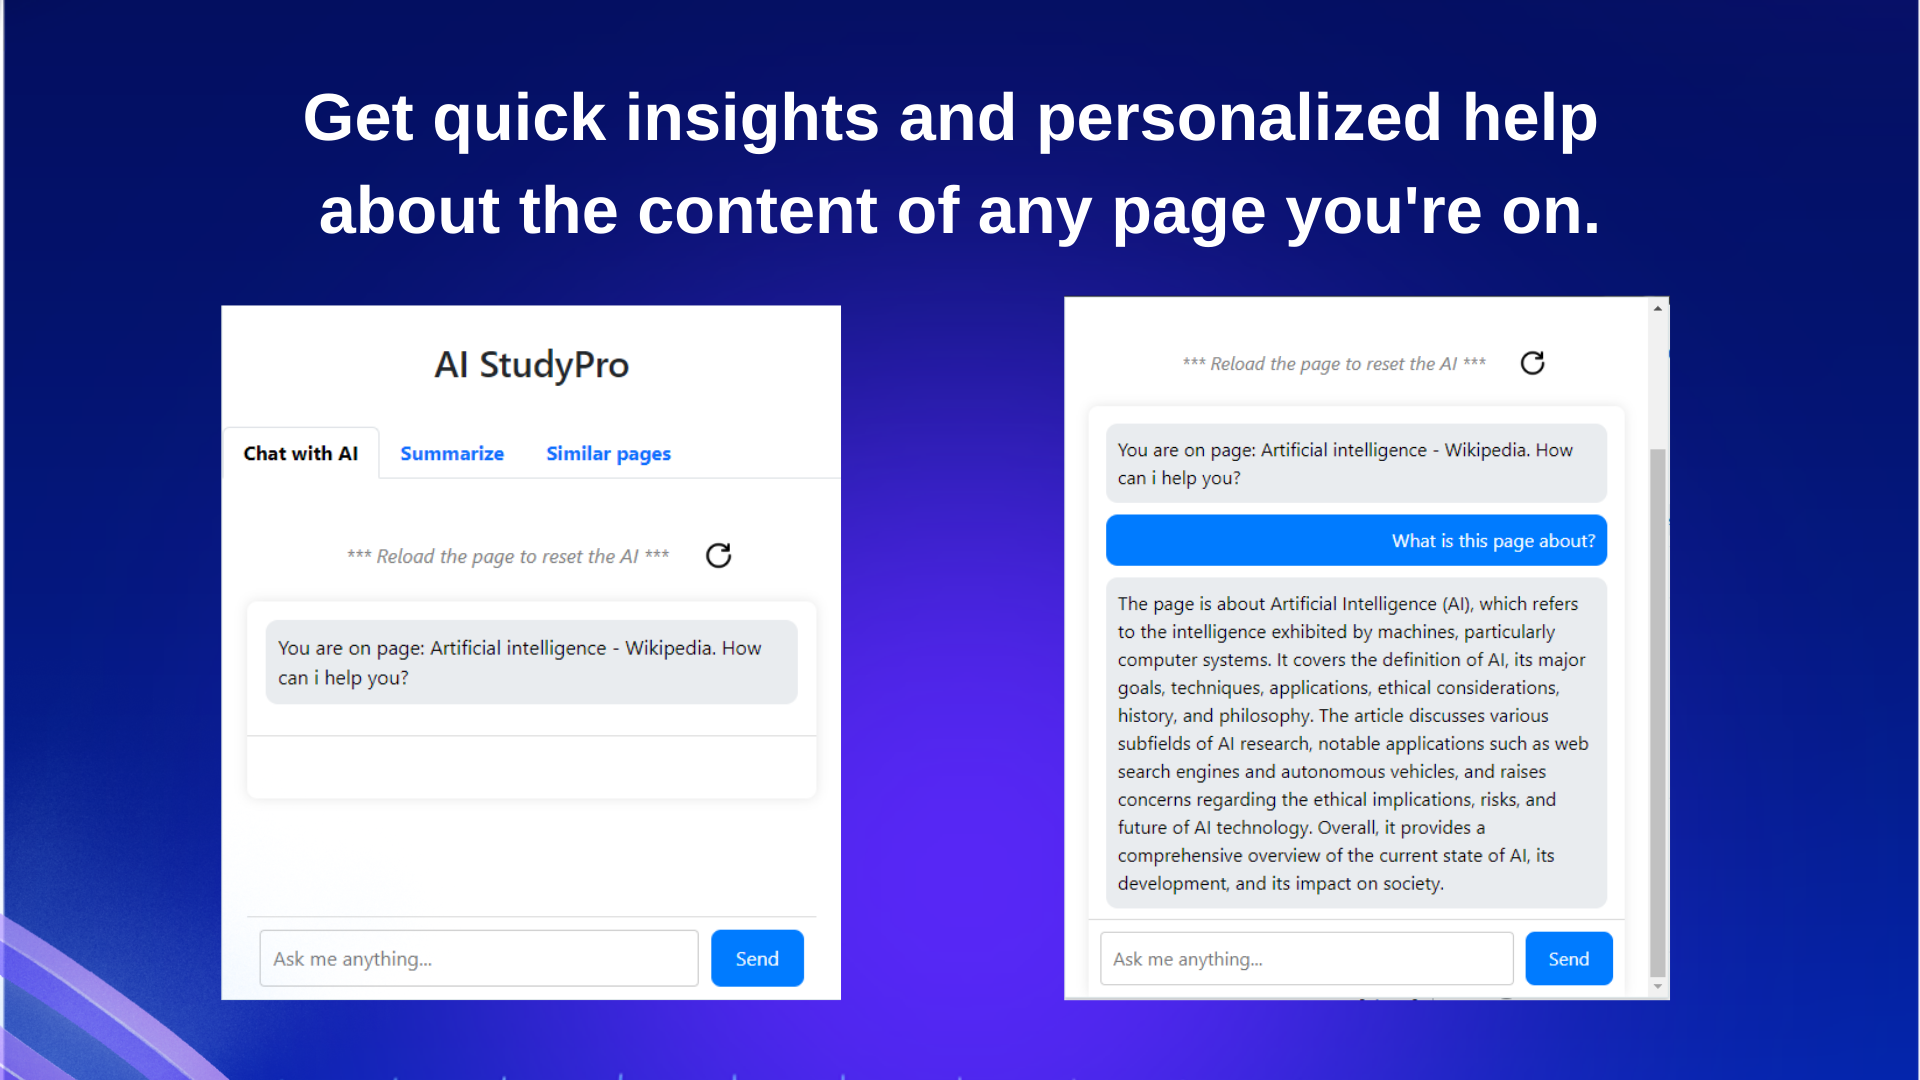 Get quick insights and personalized help
about the content of any page you're on.
AI StudyPro
Chat with AI
Summarize
Similar pages
*** Reload the page to reset the AI ***
You are on page: Artificial intelligence - Wikipedia. How
can i help you?
Ask me anything...
Send
*** Reload the page to reset the AI ***
You are on page: Artificial intelligence - Wikipedia. How
can i help you?
What is this page about?
The page is about Artificial Intelligence (AI), which refers
to the intelligence exhibited by machines, particularly
computer systems. It covers the definition of AI, its major
goals, techniques, applications, ethical considerations,
history, and philosophy. The article discusses various
subfields of AI research, notable applications such as web
search engines and autonomous vehicles, and raises
concerns regarding the ethical implications, risks, and
future of AI technology. Overall, it provides a
comprehensive overview of the current state of AI, its
development, and its impact on society.
Ask me anything...
Send